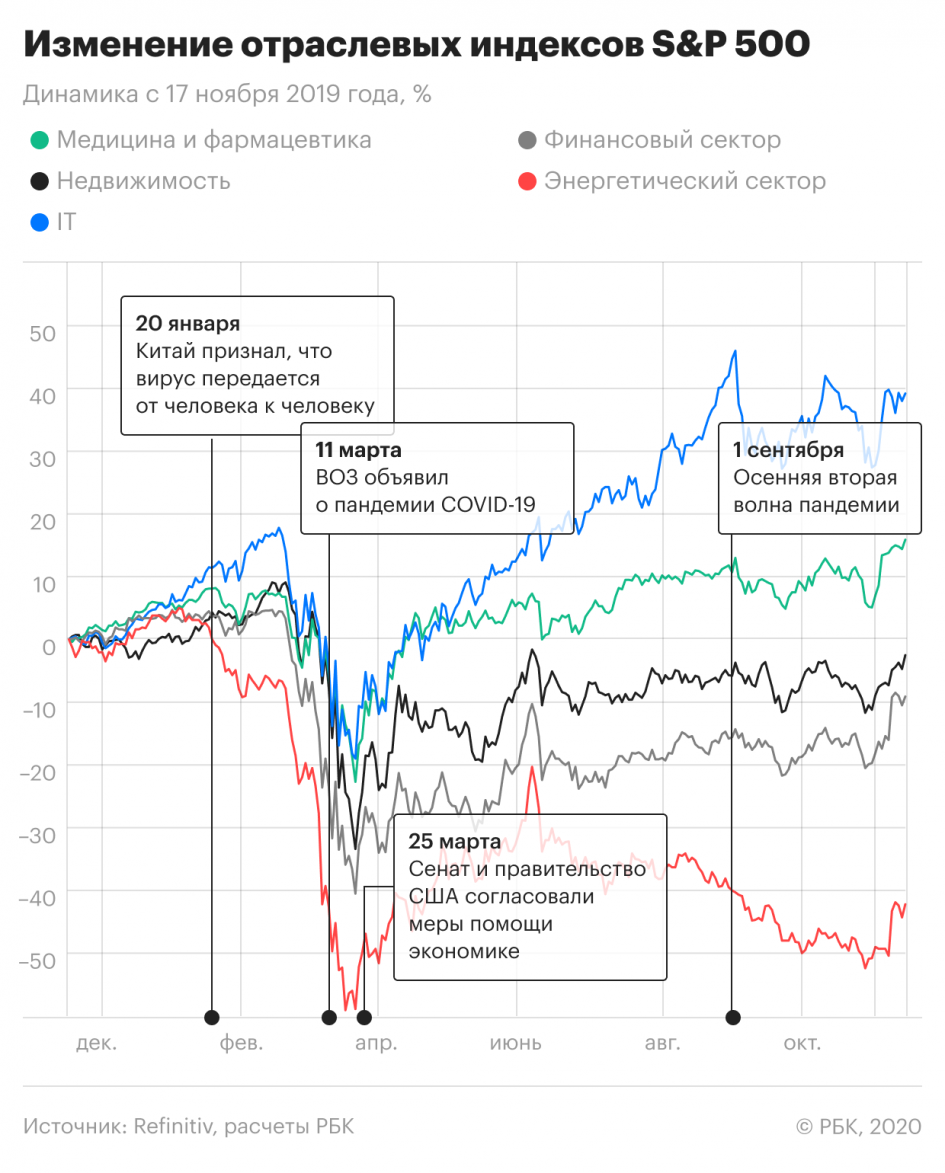 Изменение отраслевых индексов S&P 500
Динамика с 17 ноября 2019 года, %
Медицина и фармацевтика
Финансовый сектор
Недвижимость
Энергетический сектор
IT
50
40
30
20
10
0
–10
–20
–30
–40
–50
20 января
Китай признал, что
вирус передается
от человека к человеку
11 марта
ВОЗ объявил
о пандемии COVID-19
1 сентября
Осенняя вторая
волна пандемии
25 марта
Сенат и правительство
США согласовали
меры помощи
экономике
дек.
фев.
апр.
июнь
авг.
окт.
Источник: Refinitiv, расчеты РБК
© РБК, 2020